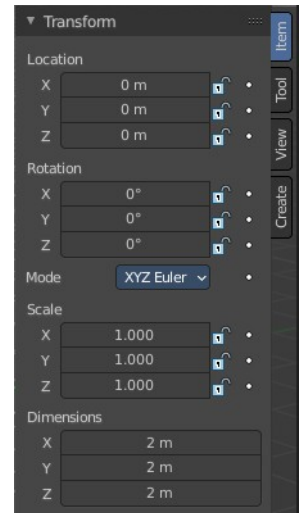 Transform
Location
X 0 m
Y 0 m
Z 0 m
Rotation
X 0°
Y 0°
Z 0°
Mode XYZ Euler
Scale
X 1.000
Y 1.000
Z 1.000
Dimensions
X 2 m
Y 2 m
Z 2 m
Item
Tool
View
Create